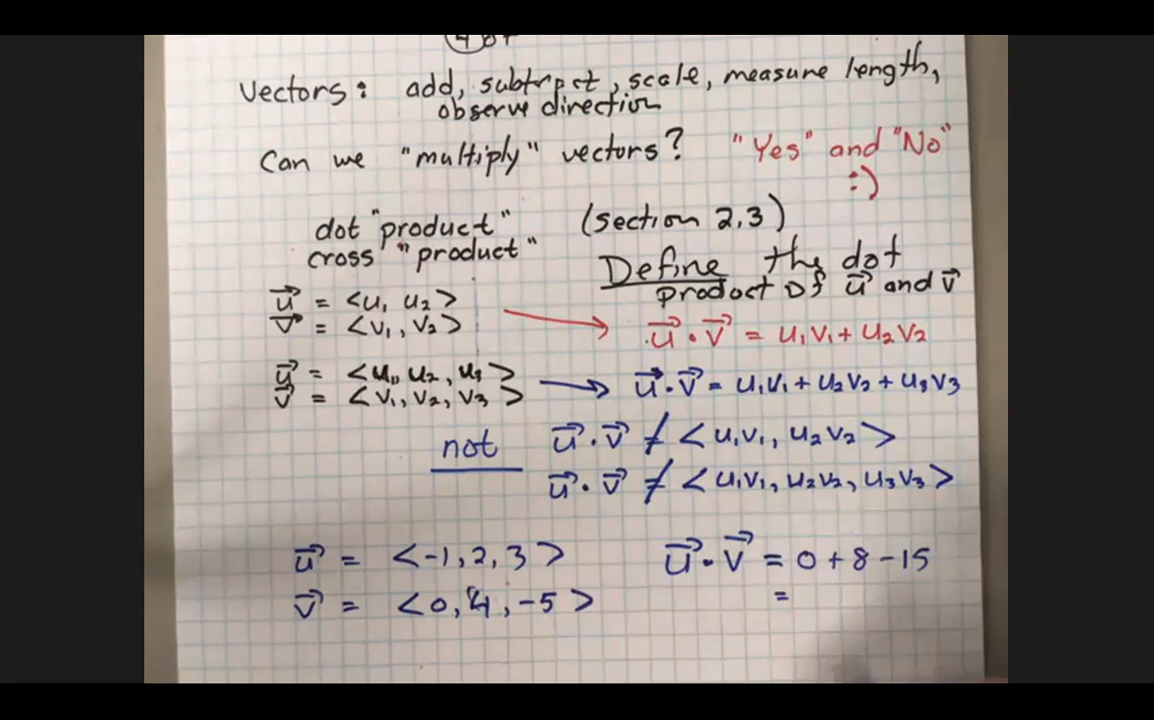 Vectors: add, subtract, scale, measure length,
observe direction
Can we "multiply" vectors? "Yes" and "No"
:)
dot "product" (section 2,3)
cross "product"
Define the dot
product of u⃗ and v⃗
u⃗ = <u₁ u₂>
v⃗ = <v₁, v₂>
u⃗ · v⃗ = u₁v₁ + u₂v₂
u⃗ = <u₁, u₂, u₃>
v⃗ = <v₁, v₂, v₃>
u⃗ · v⃗ = u₁v₁ + u₂v₂ + u₃v₃
not u⃗ · v⃗ ≠ <u₁v₁, u₂v₂>
u⃗ · v⃗ ≠ <u₁v₁, u₂v₂, u₃v₃>
u⃗ = <-1, 2, 3> u⃗ · v⃗ = 0 + 8 - 15
v⃗ = <0, 4, -5> =